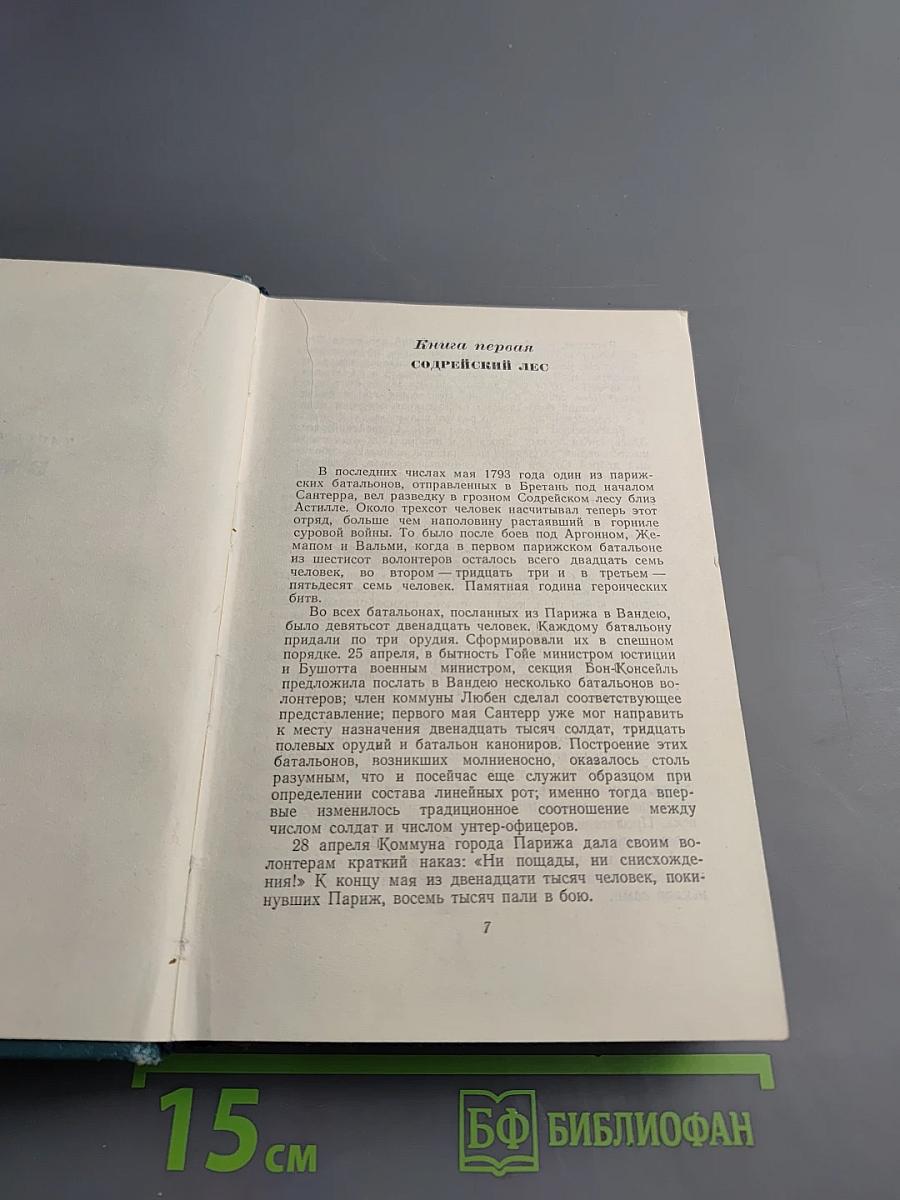 Книга первая
СОДРЕЙСКИЙ ЛЕС
В последних числах мая 1793 года один из париж-
ских батальонов, отправленных в Бретань под началом
Сантерра, вел разведку в грозном Содрейском лесу близ
Астилле. Около трехсот человек насчитывал теперь этот
отряд, больше чем наполовину растаявший в горниле
суровой войны. То было после боев под Аргонном, Же-
мапом и Вальми, когда в первом парижском батальоне
из шестисот волонтеров осталось всего двадцать семь
человек, во втором — тридцать три и в третьем —
пятьдесят семь человек. Памятная година героических
битв.
Во всех батальонах, посланных из Парижа в Вандею,
было девятьсот двенадцать человек. Каждому батальону
придали по три орудия. Сформировали их в спешном
порядке. 25 апреля, в бытность Гойе министром юстиции
и Бушотта военным министром, секция Бон-Консейль
предложила послать в Вандею несколько батальонов во-
лонтеров; член коммуны Любен сделал соответствующее
представление; первого мая Сантерр уже мог направить
к месту назначения двенадцать тысяч солдат, тридцать
полевых орудий и батальон канониров. Построение этих
батальонов, возникших молниеносно, оказалось столь
разумным, что и посейчас еще служит образцом при
определении состава линейных рот; именно тогда впер-
вые изменилось традиционное соотношение между
числом солдат и числом унтер-офицеров.
28 апреля Коммуна города Парижа дала своим во-
лонтерам краткий наказ: «Ни пощады, ни снисхожде-
ния!» К концу мая из двенадцати тысяч человек, поки-
нувших Париж, восемь тысяч пали в бою.
7
15 см
БФ БИБЛИОФАН